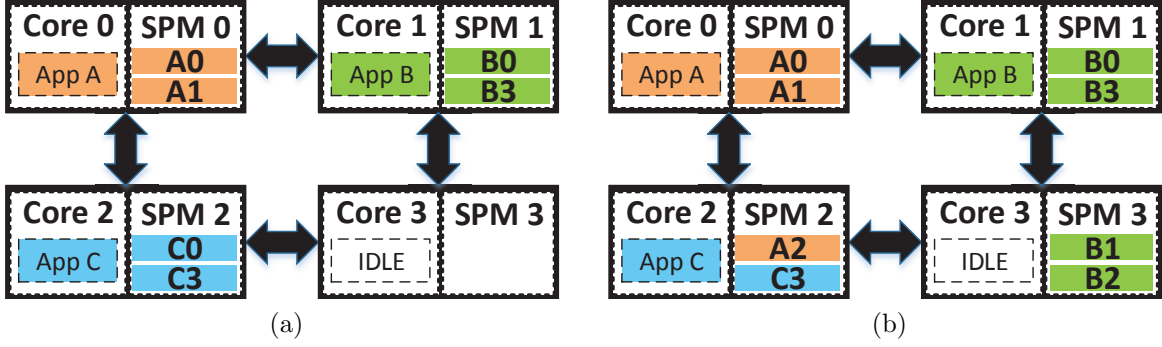 Core 0 SPM 0
App A A0
A1
Core 1 SPM 1
App B B0
B3
Core 2 SPM 2
App C C0
C3
Core 3 SPM 3
IDLE
(a)
Core 0 SPM 0
App A A0
A1
Core 1 SPM 1
App B B0
B3
Core 2 SPM 2
App C A2
C3
Core 3 SPM 3
IDLE B1
B2
(b)